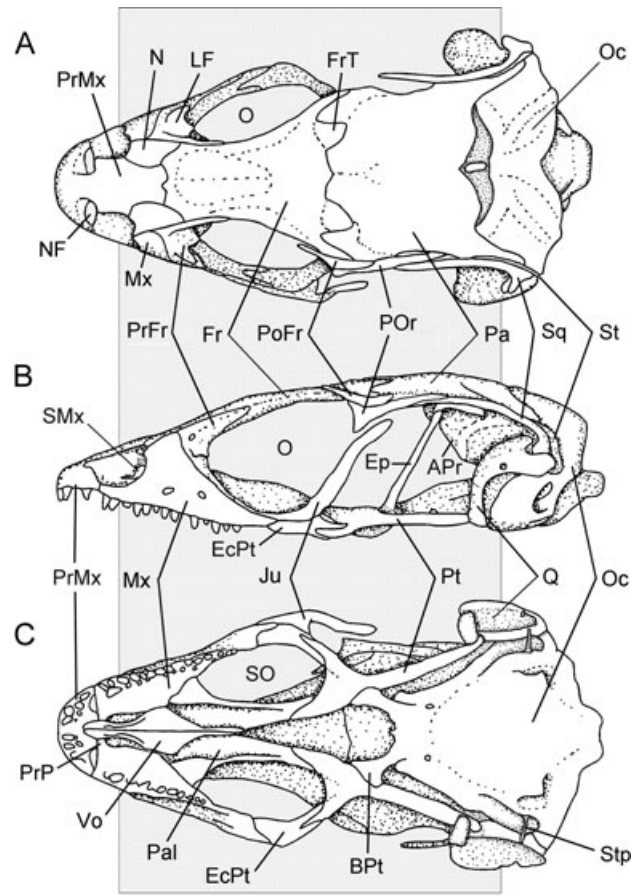 A
PrMx
N
LF
FrT
Oc
O
NF
Mx
PrFr
Fr
PoFr
POr
Pa
Sq
St
B
SMx
O
Ep
APr
EcPt
PrMx
Mx
Ju
Pt
Q
Oc
C
SO
PrP
Vo
Pal
EcPt
BPt
Stp